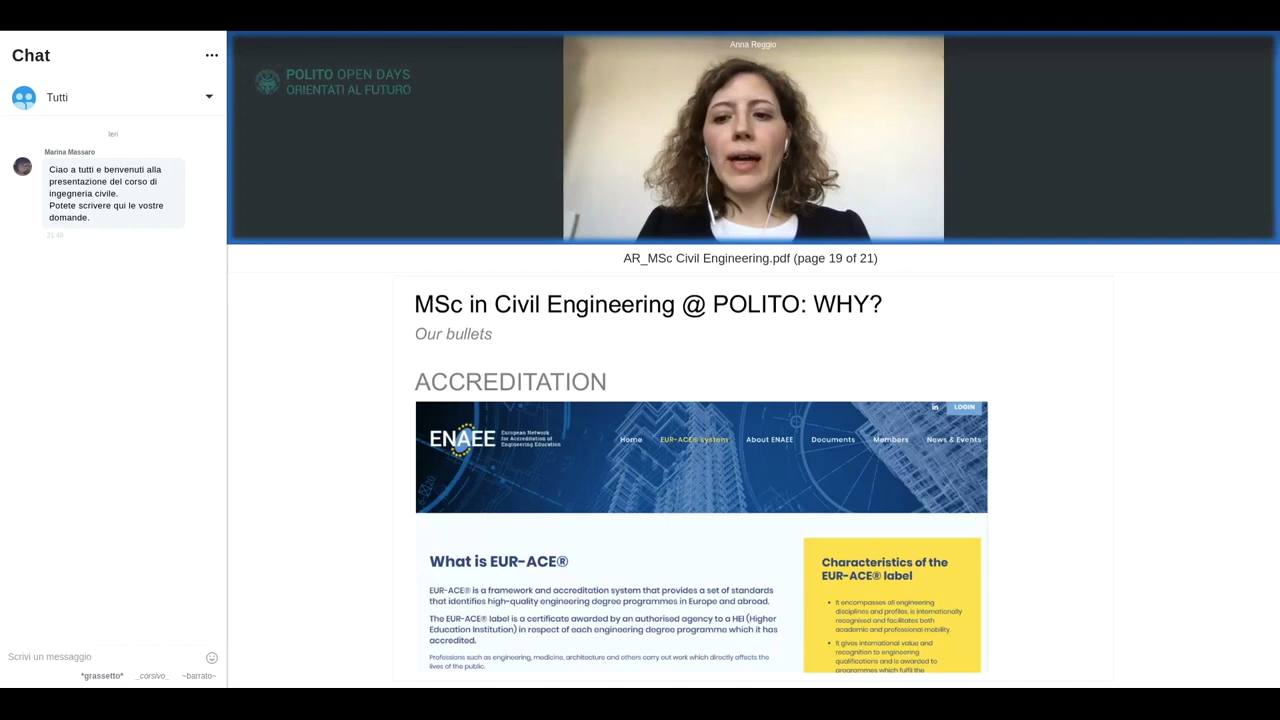 Chat
Tutti
Ieri
Marina Massaro
Ciao a tutti e benvenuti alla
presentazione del corso di
ingegneria civile.
Potete scrivere qui le vostre
domande.
21:48
Scrivi un messaggio
*grassetto* _corsivo_ ~barrato~
POLITO OPEN DAYS
ORIENTATI AL FUTURO
Anna Reggio
AR_MSc Civil Engineering.pdf (page 19 of 21)
MSc in Civil Engineering @ POLITO: WHY?
Our bullets
ACCREDITATION
in LOGIN
ENAEE
European Network
for Accreditation of
Engineering Education
Home EUR-ACE® system About ENAEE Documents Members News & Events
What is EUR-ACE®
EUR-ACE® is a framework and accreditation system that provides a set of standards
that identifies high-quality engineering degree programmes in Europe and abroad.
The EUR-ACE® label is a certificate awarded by an authorised agency to a HEI (Higher
Education Institution) in respect of each engineering degree programme which it has
accredited.
Professions such as engineering, medicine, architecture and others carry out work which directly affects the
lives of the public.
Characteristics of the
EUR-ACE® label
• It encompasses all engineering
disciplines and profiles, is internationally
recognised and facilitates both
academic and professional mobility.
• It gives international value and
recognition to engineering
qualifications and is awarded to
programmes which fulfil the